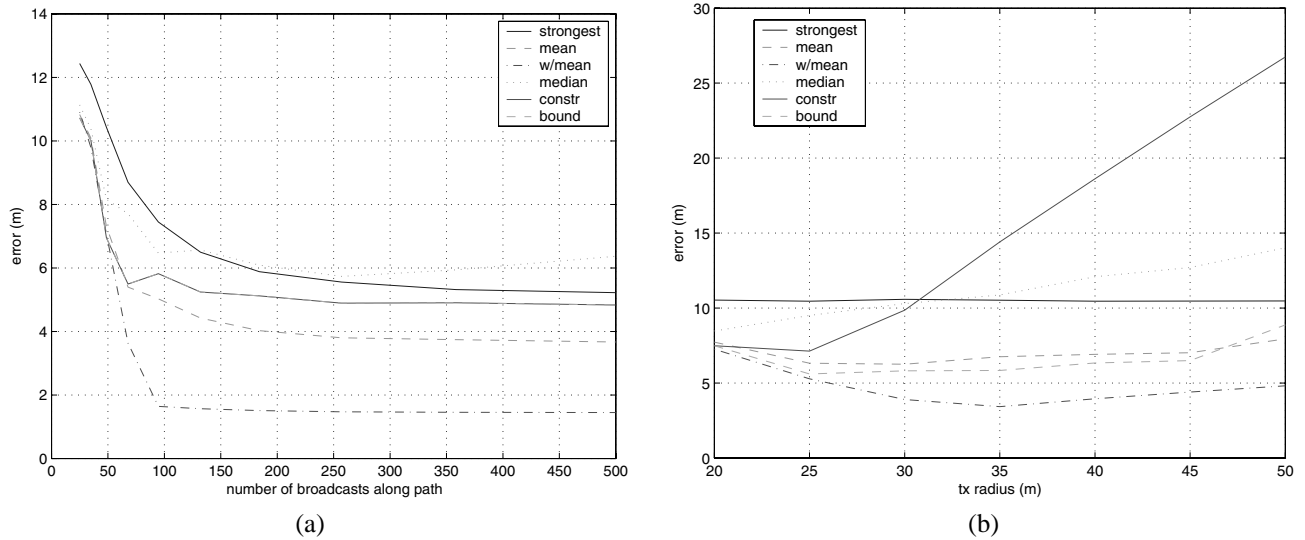 14
12
10
8
6
4
2
0
error (m)
0 50 100 150 200 250 300 350 400 450 500
number of broadcasts along path
strongest
mean
w/mean
median
constr
bound
(a)
30
25
20
15
10
5
0
error (m)
20 25 30 35 40 45 50
tx radius (m)
strongest
mean
w/mean
median
constr
bound
(b)